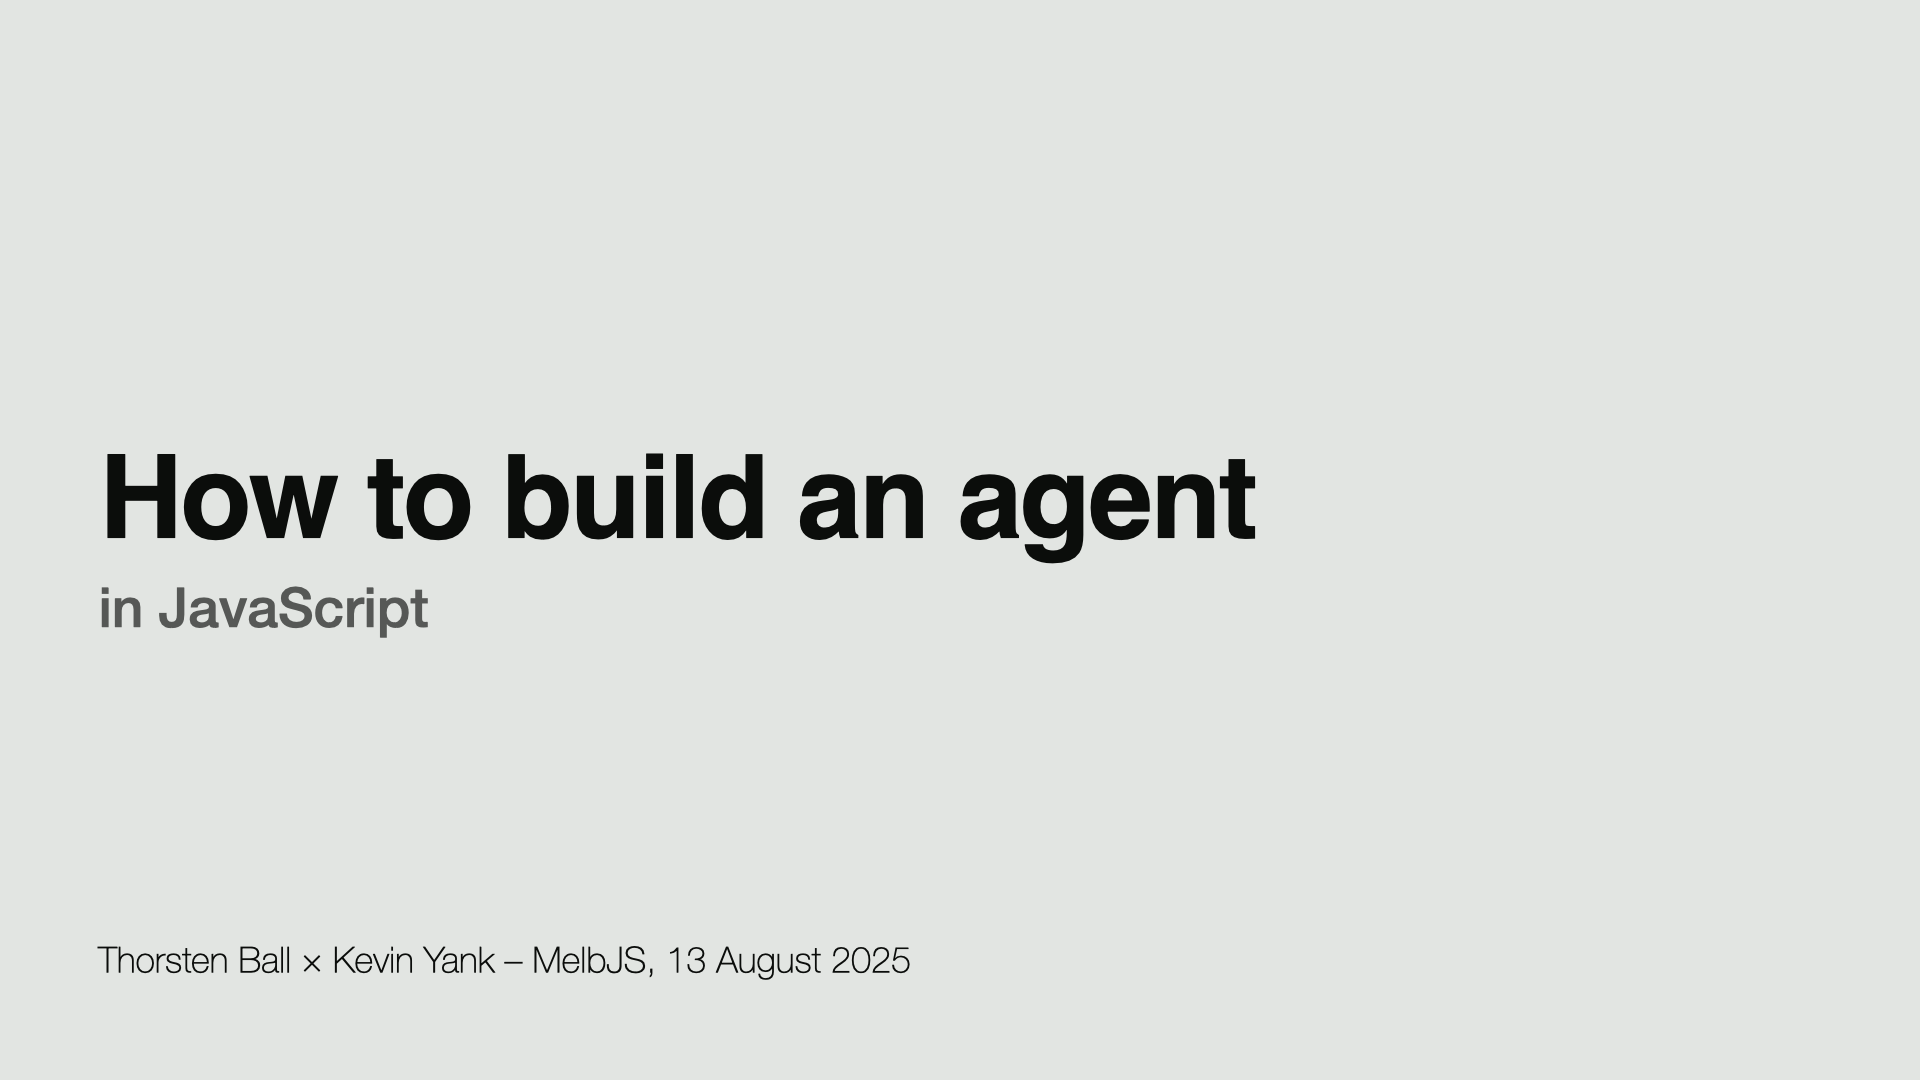 How to build an agent
in JavaScript
Thorsten Ball × Kevin Yank – MelbJS, 13 August 2025